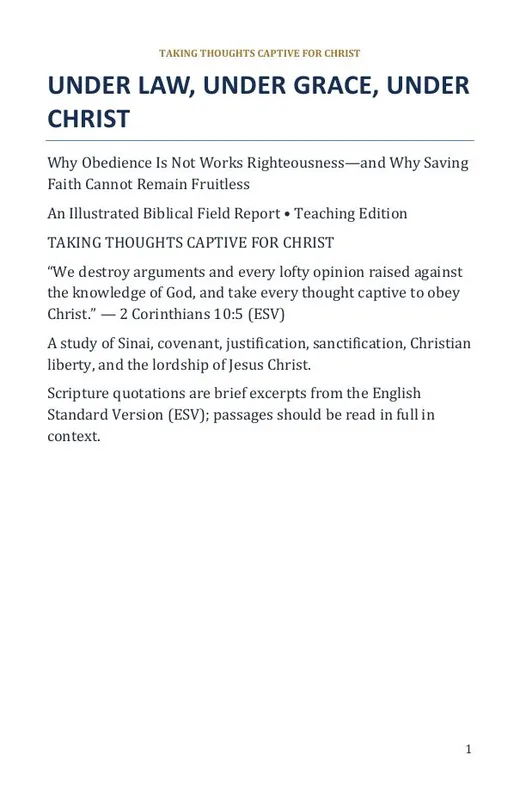 TAKING THOUGHTS CAPTIVE FOR CHRIST
UNDER LAW, UNDER GRACE, UNDER
CHRIST
Why Obedience Is Not Works Righteousness—and Why Saving
Faith Cannot Remain Fruitless
An Illustrated Biblical Field Report • Teaching Edition
TAKING THOUGHTS CAPTIVE FOR CHRIST
“We destroy arguments and every lofty opinion raised against
the knowledge of God, and take every thought captive to obey
Christ.” — 2 Corinthians 10:5 (ESV)
A study of Sinai, covenant, justification, sanctification, Christian
liberty, and the lordship of Jesus Christ.
Scripture quotations are brief excerpts from the English
Standard Version (ESV); passages should be read in full in
context.
1